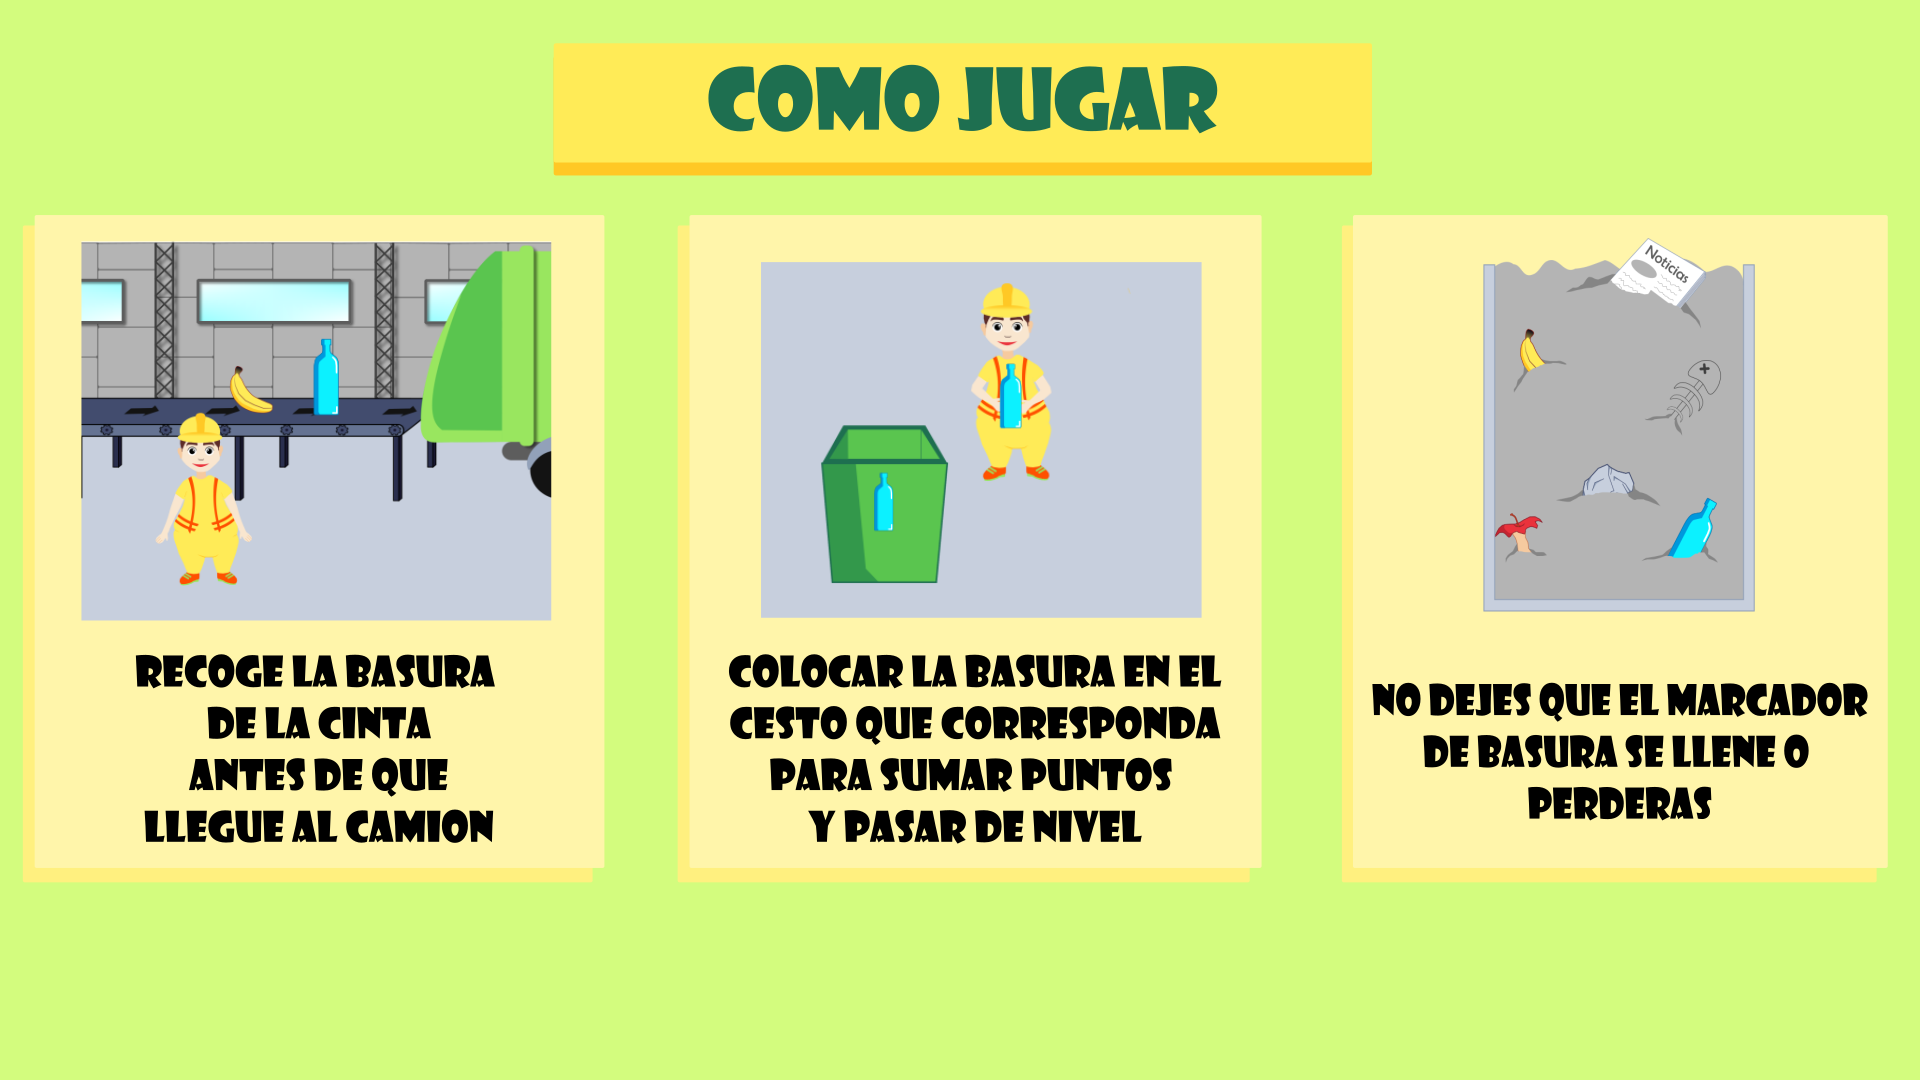 COMO JUGAR
RECOGE LA BASURA
DE LA CINTA
ANTES DE QUE
LLEGUE AL CAMION
COLOCAR LA BASURA EN EL
CESTO QUE CORRESPONDA
PARA SUMAR PUNTOS
Y PASAR DE NIVEL
Noticias
NO DEJES QUE EL MARCADOR
DE BASURA SE LLENE O
PERDERAS